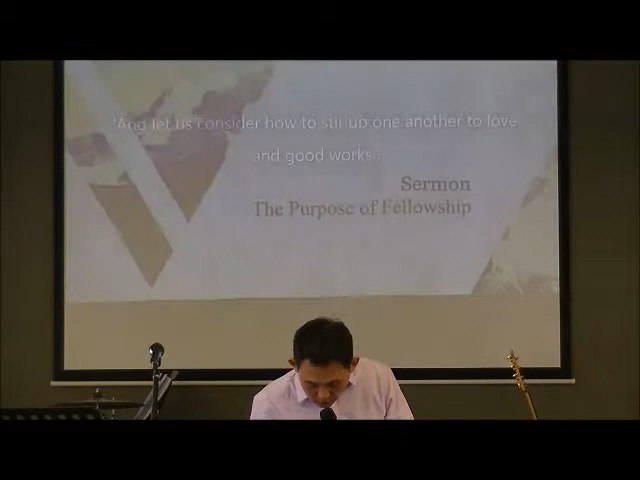 "And let us consider how to stir up one another to love
and good works."
Sermon
The Purpose of Fellowship